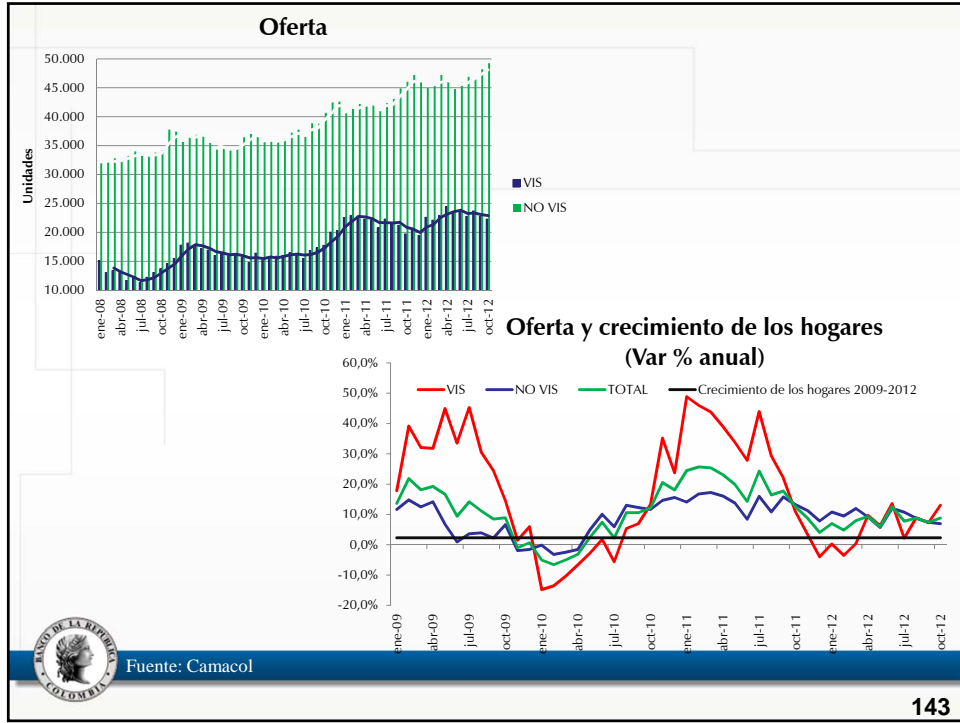 Oferta
50.000
45.000
40.000
35.000
30.000
25.000
20.000
15.000
10.000
Unidades
ene-08
abr-08
jul-08
oct-08
ene-09
abr-09
jul-09
oct-09
ene-10
abr-10
jul-10
oct-10
ene-11
abr-11
jul-11
oct-11
ene-12
abr-12
jul-12
oct-12
VIS
NO VIS
Oferta y crecimiento de los hogares
(Var % anual)
60,0%
50,0%
40,0%
30,0%
20,0%
10,0%
0,0%
-10,0%
-20,0%
VIS NO VIS TOTAL Crecimiento de los hogares 2009-2012
ene-09
abr-09
jul-09
oct-09
ene-10
abr-10
jul-10
oct-10
ene-11
abr-11
jul-11
oct-11
ene-12
abr-12
jul-12
oct-12
BANCO DE LA REPUBLICA
COLOMBIA
Fuente: Camacol
143